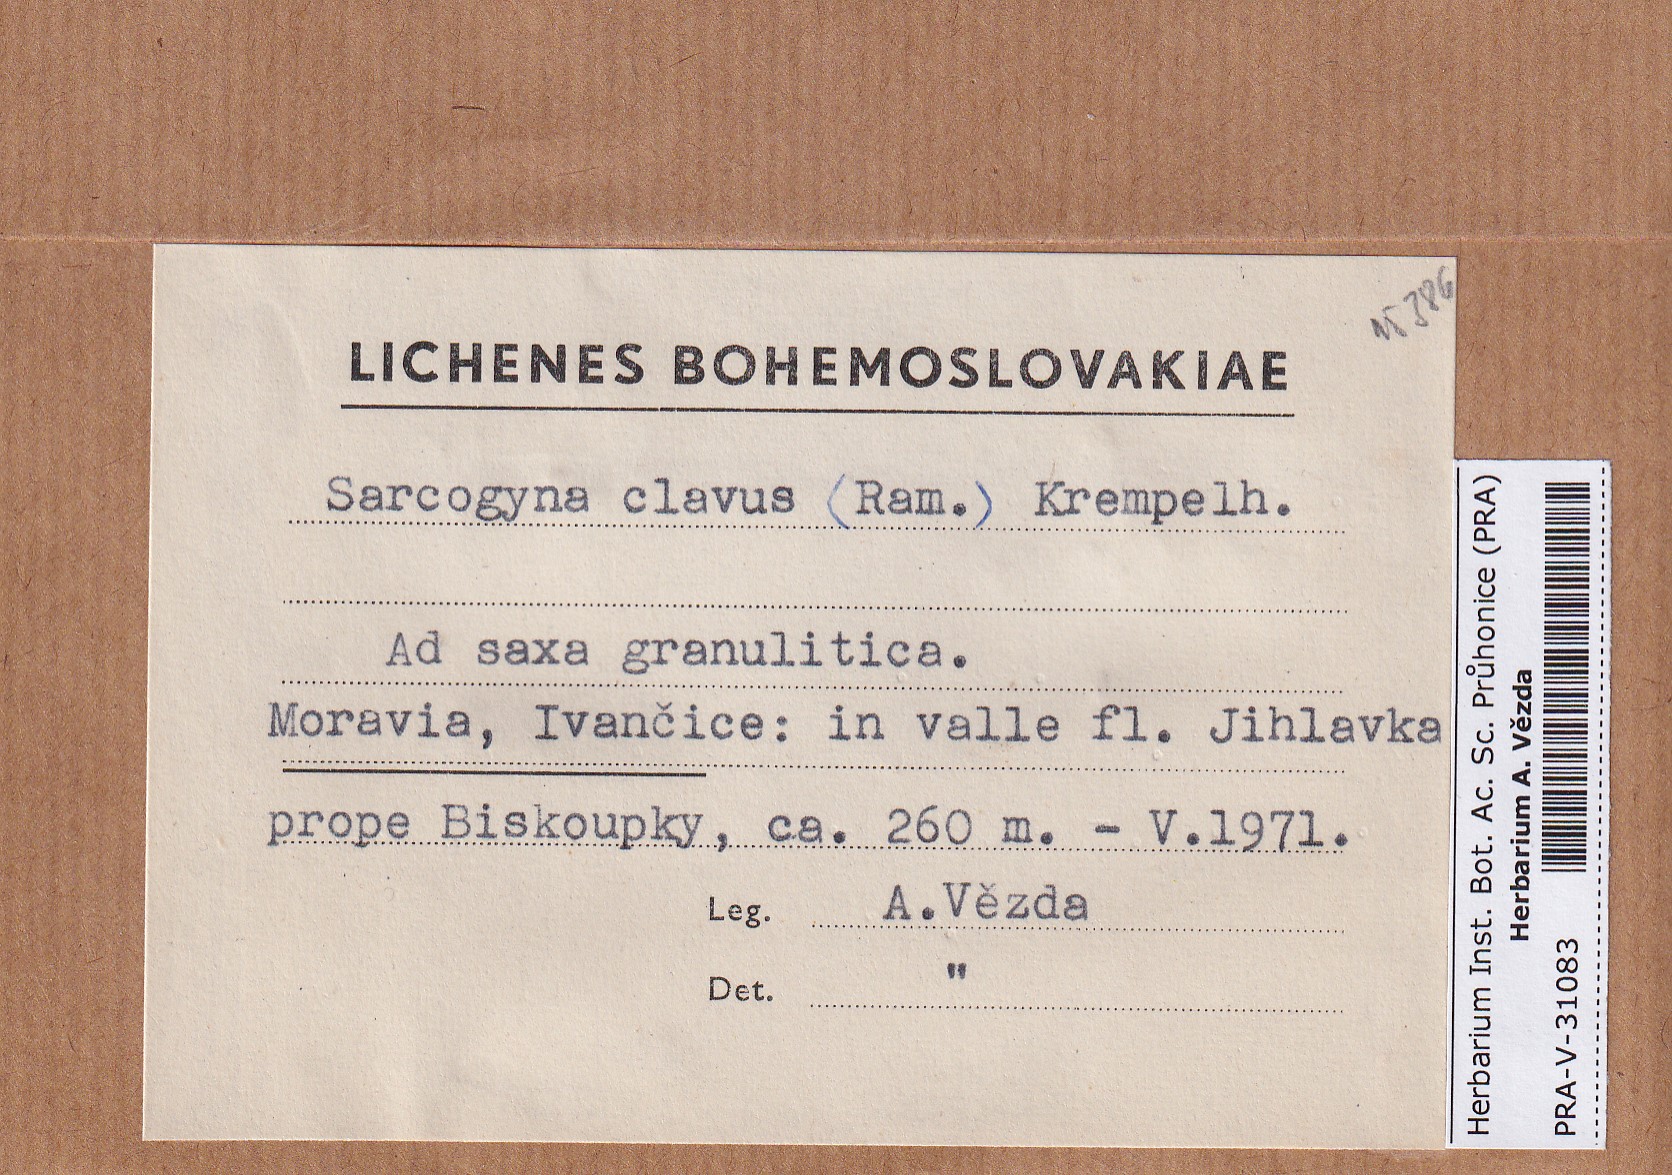 LICHENES BOHEMOSLOVAKIAE
Sarcogyna clavus (Ram.) Krempelh.
Ad saxa granulitica.
Moravia, Ivančice: in valle fl. Jihlavka
prope Biskoupky, ca. 260 m. - V.1971.
Leg. A.Vězda
Det. "
Herbarium Inst. Bot. Ac. Sc. Průhonice (PRA)
Herbarium A. Vězda
PRA-V-31083